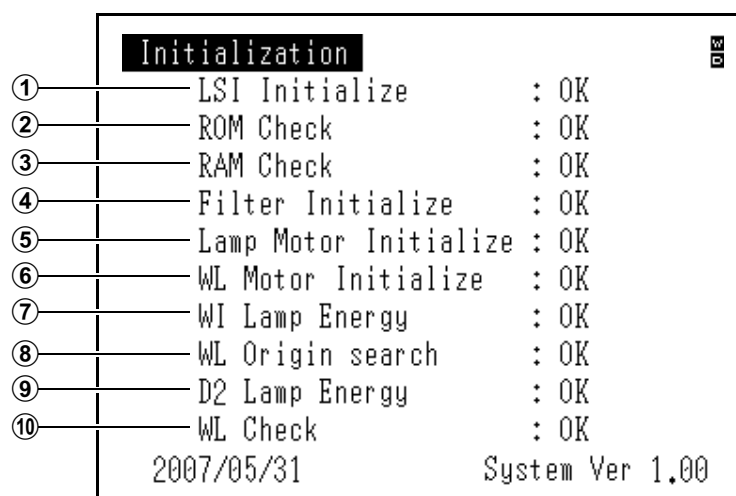 Initialization W D
① LSI Initialize : OK
② ROM Check : OK
③ RAM Check : OK
④ Filter Initialize : OK
⑤ Lamp Motor Initialize : OK
⑥ WL Motor Initialize : OK
⑦ WI Lamp Energy : OK
⑧ WL Origin search : OK
⑨ D2 Lamp Energy : OK
⑩ WL Check : OK
2007/05/31 System Ver 1.00